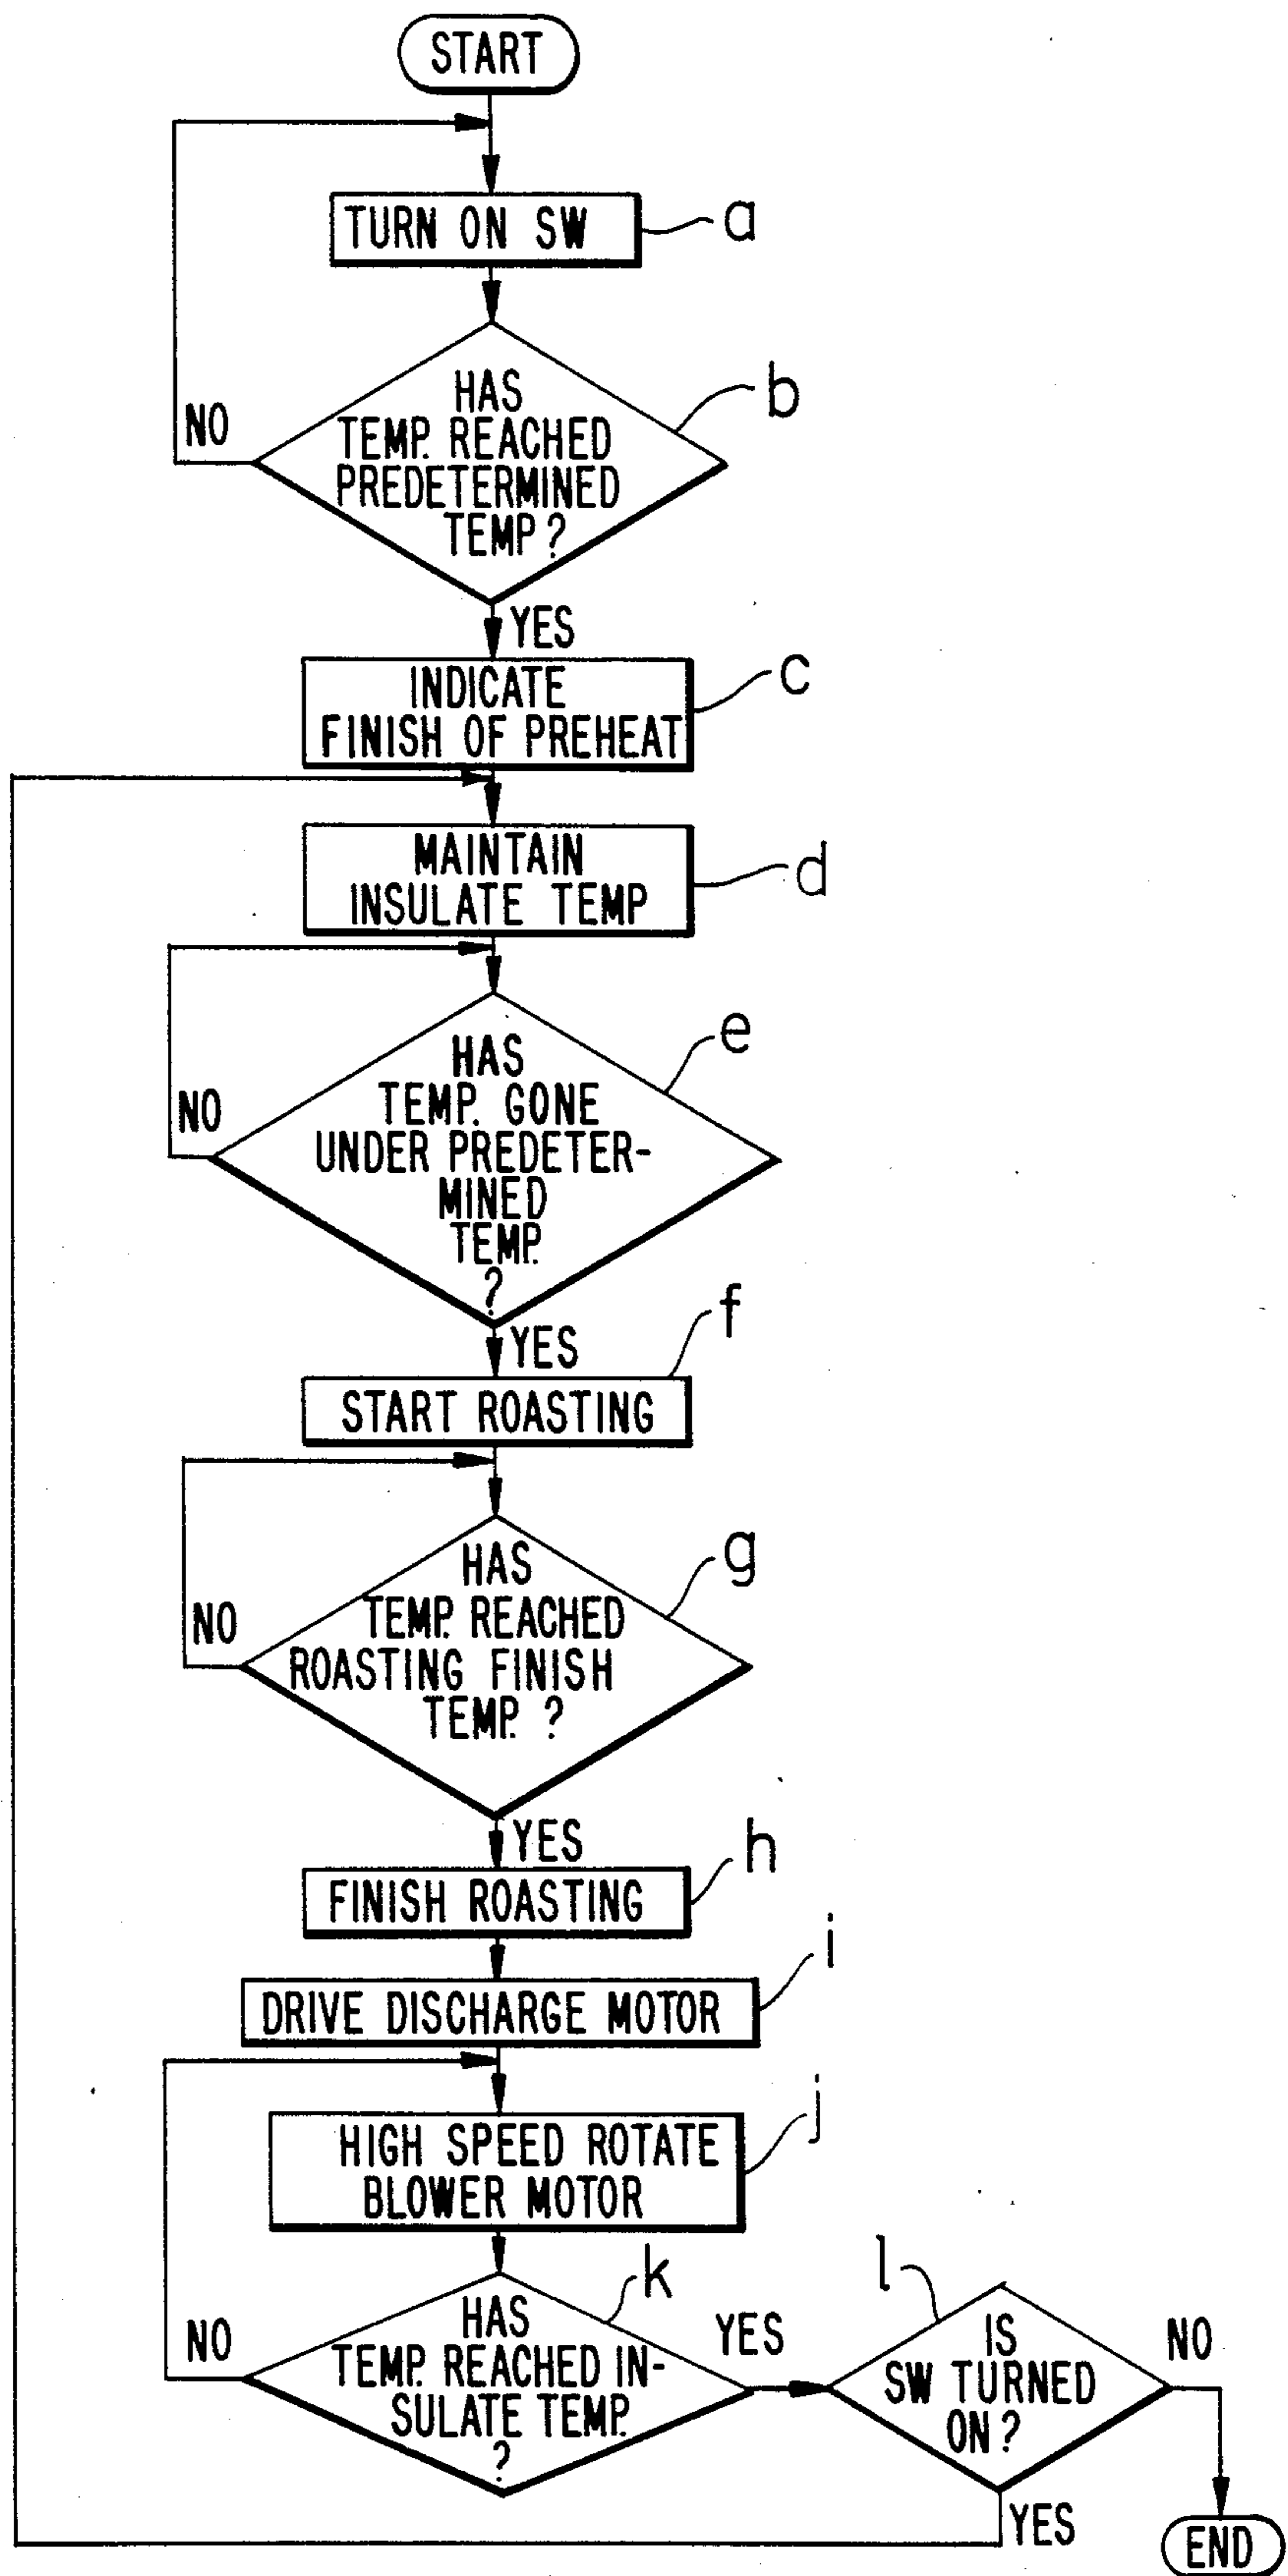 START
TURN ON SW
a
HAS
TEMP. REACHED
PREDETERMINED
TEMP?
b
NO
YES
INDICATE
FINISH OF PREHEAT
c
MAINTAIN
INSULATE TEMP
d
HAS
TEMP. GONE
UNDER PREDETER-
MINED
TEMP.
?
e
NO
YES
START ROASTING
f
HAS
TEMP. REACHED
ROASTING FINISH
TEMP. ?
g
NO
YES
FINISH ROASTING
h
DRIVE DISCHARGE MOTOR
i
HIGH SPEED ROTATE
BLOWER MOTOR
j
HAS
TEMP. REACHED IN-
SULATE TEMP.
?
k
NO
YES
IS
SW TURNED
ON?
l
NO
YES
END